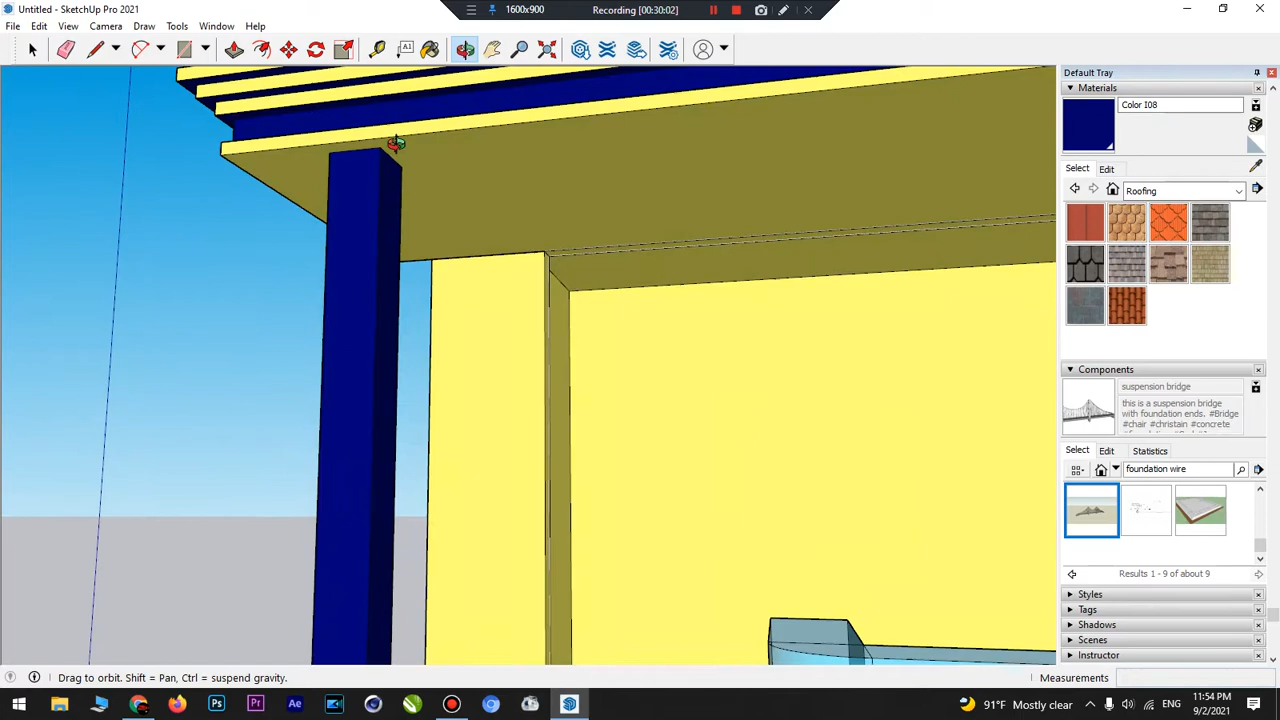 Untitled - SketchUp Pro 2021
1600x900
Recording [00:30:02]
File Edit View Camera Draw Tools Window Help
Default Tray
Materials
Color I08
Select Edit
Roofing
Components
suspension bridge
this is a suspension bridge
with foundation ends. #Bridge
#chair #christain #concrete
Select Edit Statistics
foundation wire
Results 1 - 9 of about 9
Styles
Tags
Shadows
Scenes
Instructor
Drag to orbit. Shift = Pan, Ctrl = suspend gravity.
Measurements
91°F Mostly clear
ENG
11:54 PM
9/2/2021